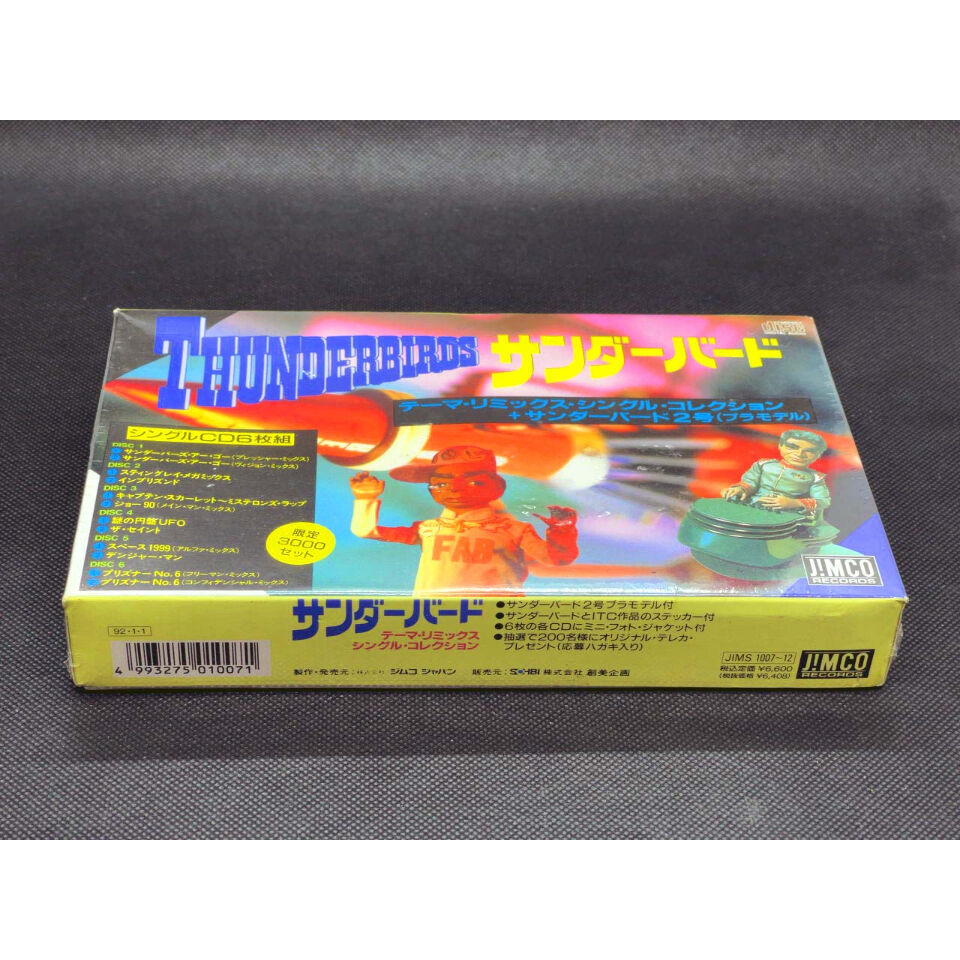 THUNDERBIRDS サンダーバード
DISC
テーマ・リミックス・シングル・コレクション
+サンダーバード2号(プラモデル)
シングルCD6枚組
DISC 1
サンダーバーズ・アー・ゴー(プレッシャー・ミックス)
サンダーバーズ・アー・ゴー(ヴィジョン・ミックス)
DISC 2
スティングレイ・メガミックス
インプリズンド
DISC 3
キャプテン・スカーレット〜ミステロンズ・ラップ
ジョー90(メイン・マン・ミックス)
DISC 4
謎の円盤UFO
ザ・セイント
DISC 5
スペース1999(アルファ・ミックス)
デンジャー・マン
DISC 6
プリズナーNo.6(フリーマン・ミックス)
プリズナーNo.6(コンフィデンシャル・ミックス)
限定
3000
セット
FAB
J!MCO
RECORDS
92・1・1
4 993275 010071
サンダーバード
テーマ・リミックス
シングル・コレクション
●サンダーバード2号プラモデル付
●サンダーバードとITC作品のステッカー付
●6枚の各CDにミニ・フォト・ジャケット付
●抽選で200名様にオリジナル・テレカ・
プレゼント(応募ハガキ入り)
製作・発売元:株式会社 ジムコ ジャパン 販売元:SOHBI株式会社 創美企画
JIMS 1007~12
税込定価 ¥6,600
(税抜価格 ¥6,408)
J!MCO
RECORDS